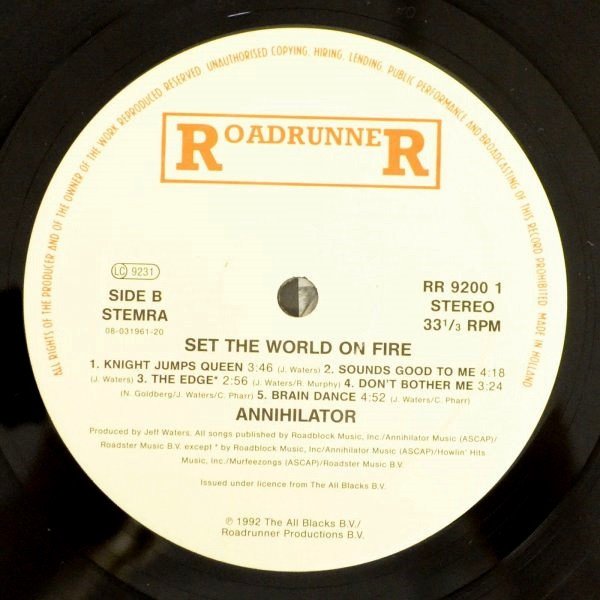 ALL RIGHTS OF THE PRODUCER AND OF THE OWNER OF THE WORK REPRODUCED RESERVED. UNAUTHORISED COPYING, HIRING, LENDING, PUBLIC PERFORMANCE AND BROADCASTING OF THIS RECORD PROHIBITED. MADE IN HOLLAND
ROADRUNNER
LC 9231
SIDE B
STEMRA
08-031961-20
RR 9200 1
STEREO
33 1/3 RPM
SET THE WORLD ON FIRE
1. KNIGHT JUMPS QUEEN 3:46 (J. Waters) 2. SOUNDS GOOD TO ME 4:18
(J. Waters) 3. THE EDGE* 2:56 (J. Waters/R. Murphy) 4. DON'T BOTHER ME 3:24
(N. Goldberg/J. Waters/C. Pharr) 5. BRAIN DANCE 4:52 (J. Waters/C. Pharr)
ANNIHILATOR
Produced by Jeff Waters. All songs published by Roadblock Music, Inc./Annihilator Music (ASCAP)/
Roadster Music B.V. except * by Roadblock Music, Inc/Annihilator Music (ASCAP)/Howlin' Hits
Music, Inc./Murfeezongs (ASCAP)/Roadster Music B.V.
Issued under licence from The All Blacks B.V.
℗ 1992 The All Blacks B.V./
Roadrunner Productions B.V.